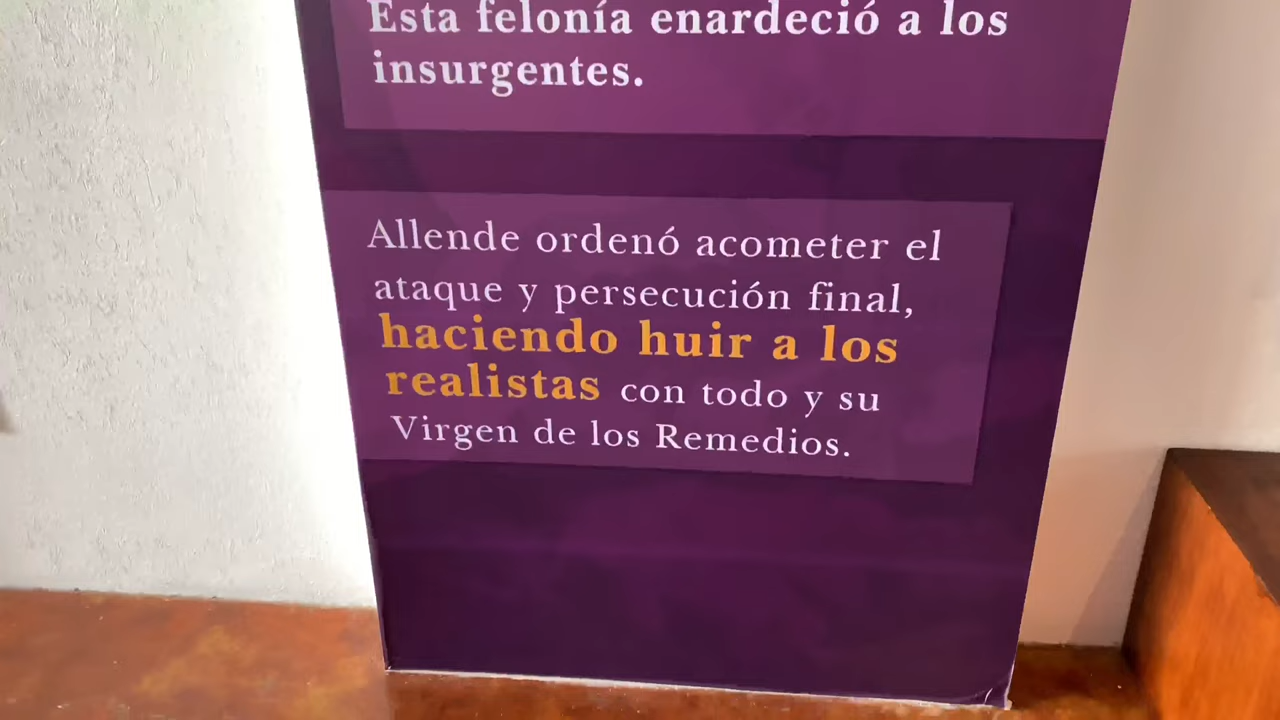 Esta felonía enardeció a los
insurgentes.
Allende ordenó acometer el
ataque y persecución final,
haciendo huir a los
realistas con todo y su
Virgen de los Remedios.